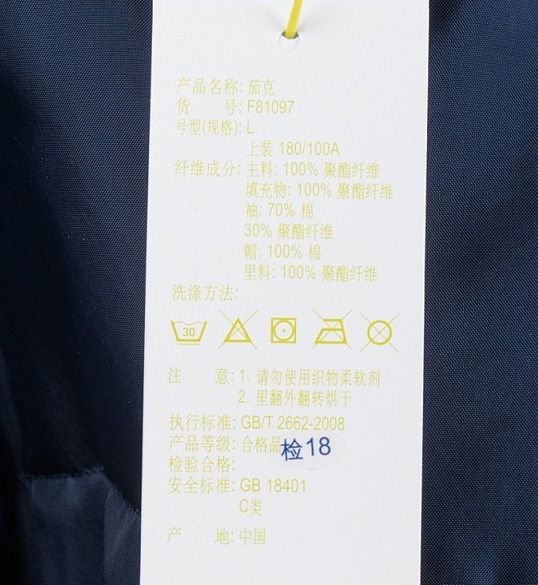 产品名称: 茄克
货 号: F81097
号型(规格): L
上装 180/100A
纤维成分: 主料: 100% 聚酯纤维
填充物: 100% 聚酯纤维
袖: 70% 棉
30% 聚酯纤维
帽: 100% 棉
里料: 100% 聚酯纤维
洗涤方法:
30
注 意: 1. 请勿使用织物柔软剂
2. 里翻外翻转烘干
执行标准: GB/T 2662-2008
产品等级: 合格品
检18
检验合格:
安全标准: GB 18401
C类
产 地: 中国